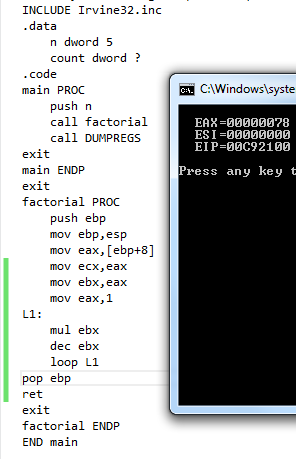 INCLUDE Irvine32.inc
.data
n dword 5
count dword ?
.code
main PROC
push n
call factorial
call DUMPREGS
exit
main ENDP
exit
factorial PROC
push ebp
mov ebp,esp
mov eax,[ebp+8]
mov ecx,eax
mov ebx,eax
mov eax,1
L1:
mul ebx
dec ebx
loop L1
pop ebp
ret
exit
factorial ENDP
END main
C:\Windows\syste
EAX=00000078
ESI=00000000
EIP=00C92100
Press any key t